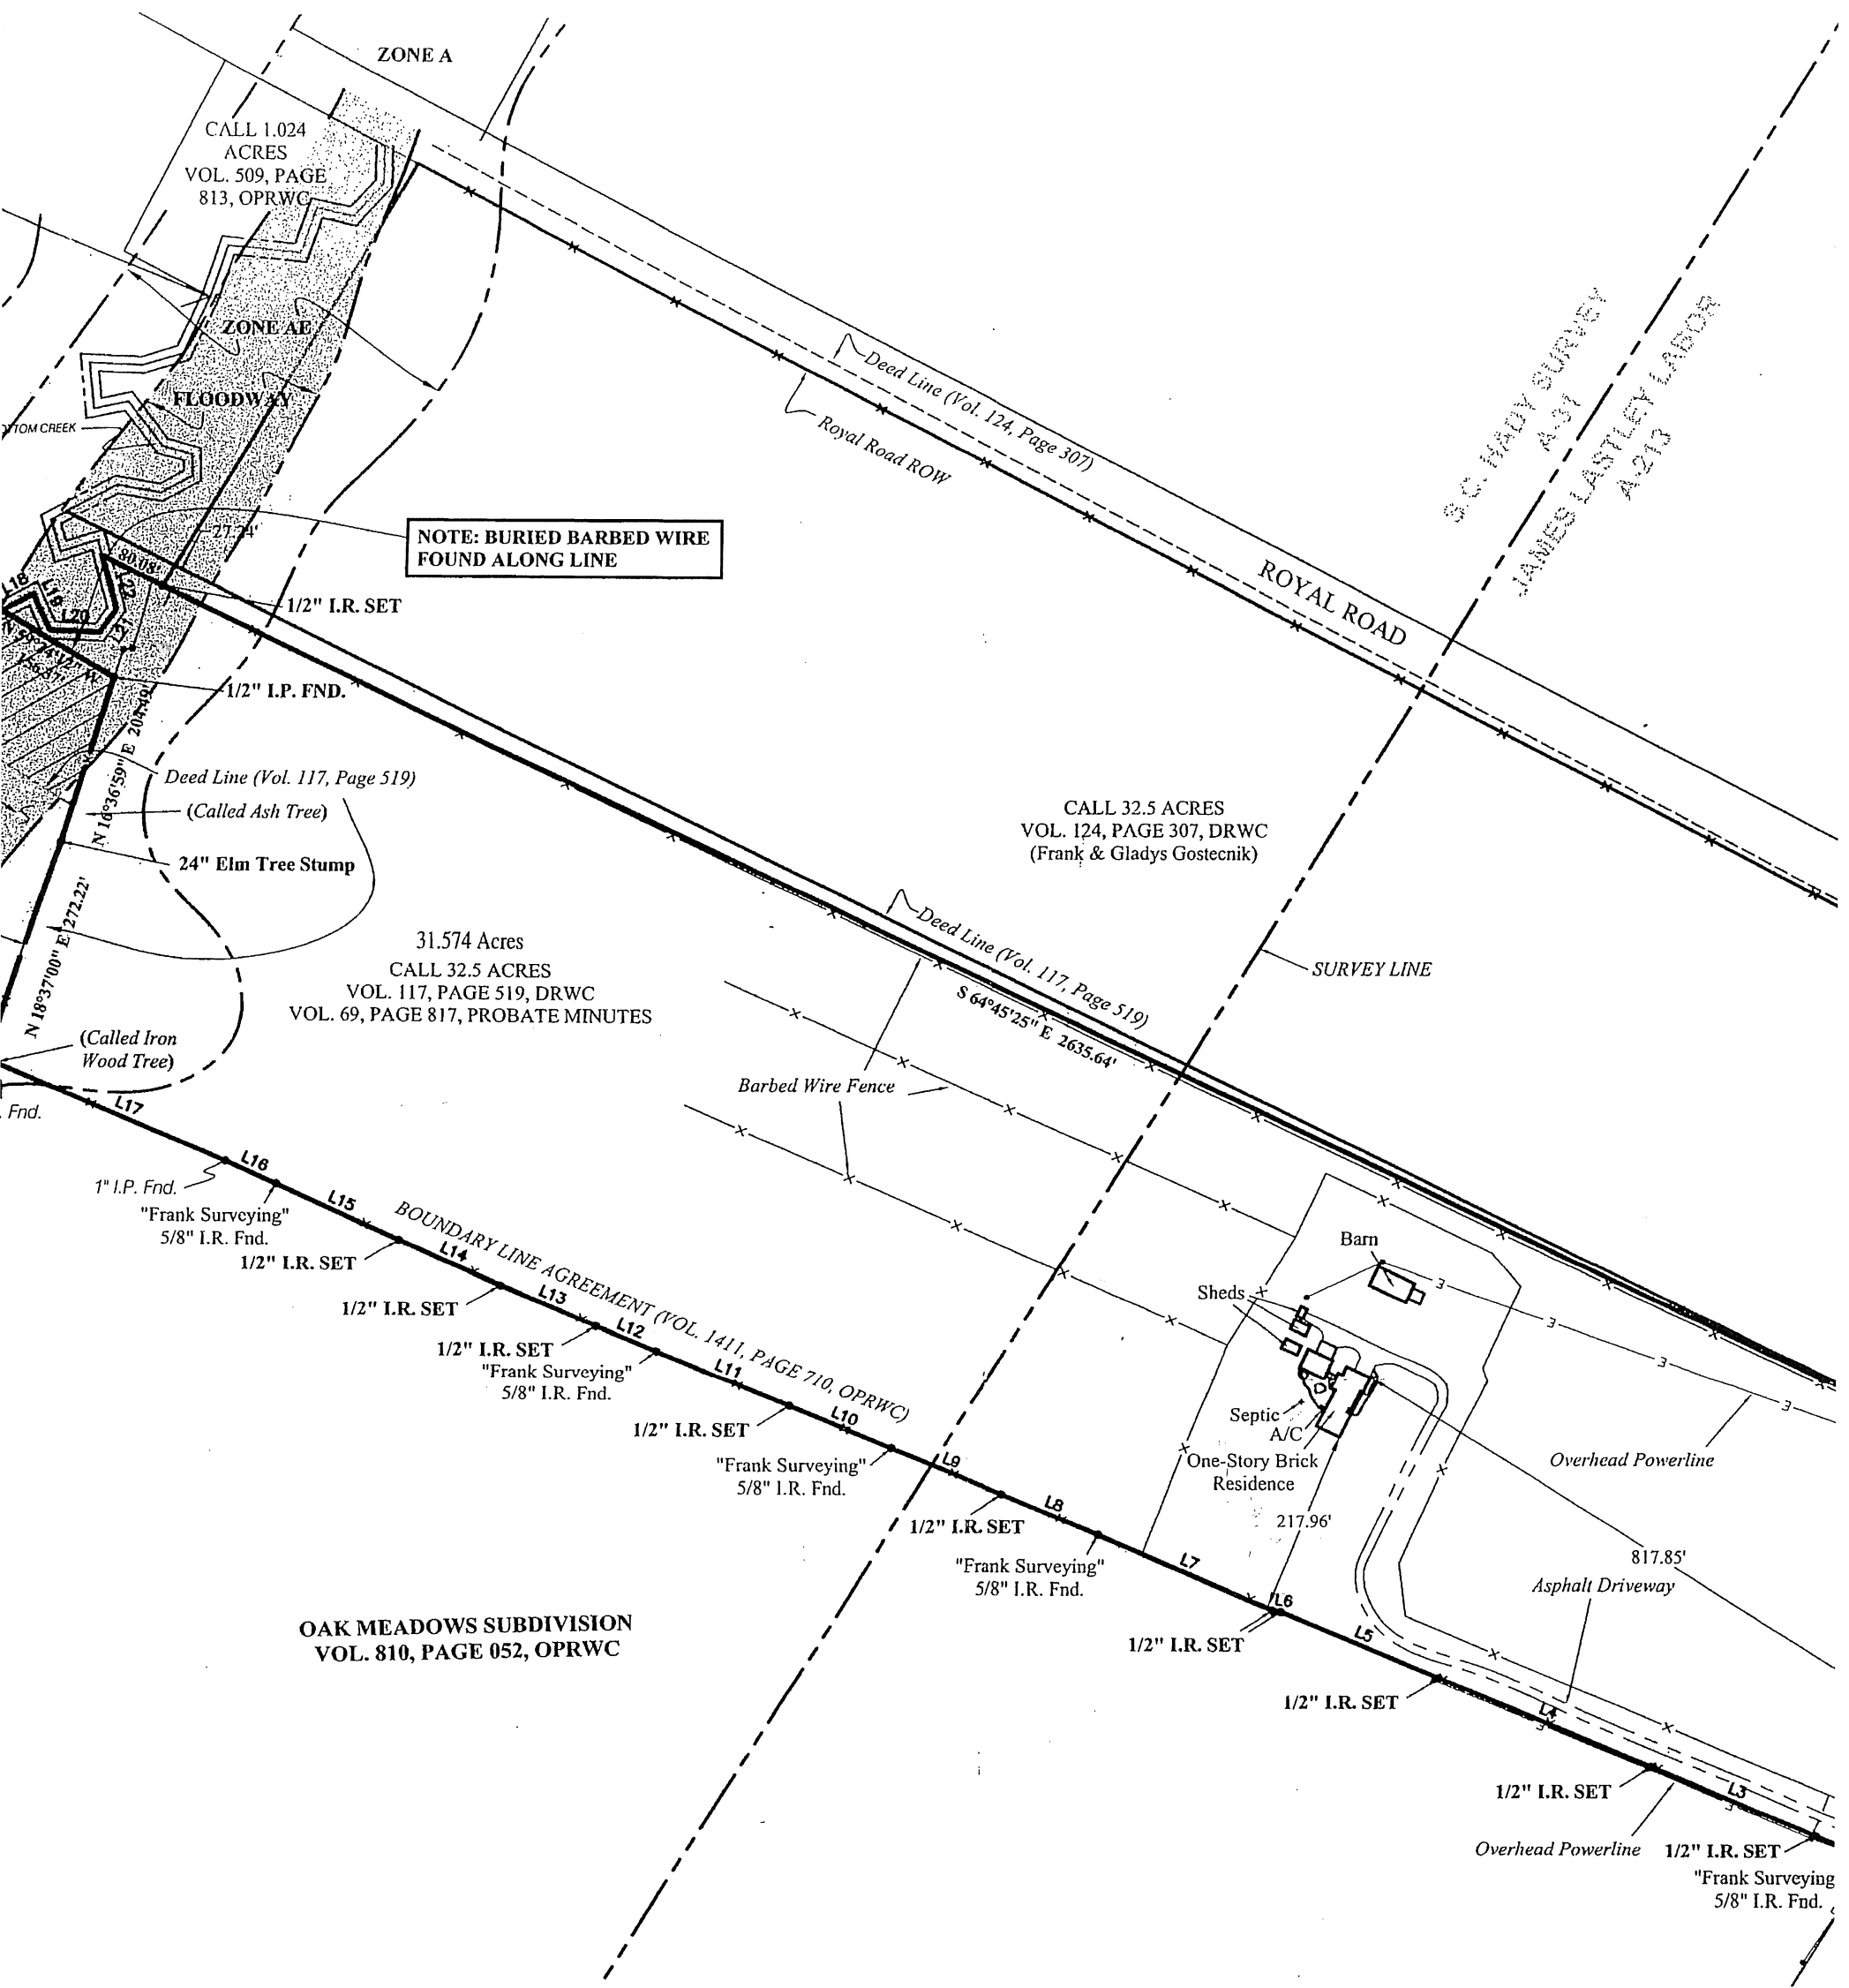 ZONE A
CALL 1.024
ACRES
VOL. 509, PAGE
813, OPRWC
ZONE AE
FLOODWAY
CREEK
27.24'
NOTE: BURIED BARBED WIRE
FOUND ALONG LINE
80.08'
1/2" I.R. SET
L18
L19
L20
L21
L22
1/2" I.P. FND.
N 16°36'59" E 204.49'
Deed Line (Vol. 117, Page 519)
(Called Ash Tree)
24" Elm Tree Stump
N 18°37'00" E 272.22'
(Called Iron
Wood Tree)
Fnd.
Deed Line (Vol. 124, Page 307)
Royal Road ROW
ROYAL ROAD
S.C. HADY SURVEY
A-31
JAMES LASTLEY LABOR
A-213
CALL 32.5 ACRES
VOL. 124, PAGE 307, DRWC
(Frank & Gladys Gostecnik)
SURVEY LINE
Deed Line (Vol. 117, Page 519)
S 64°45'25" E 2635.64'
31.574 Acres
CALL 32.5 ACRES
VOL. 117, PAGE 519, DRWC
VOL. 69, PAGE 817, PROBATE MINUTES
Barbed Wire Fence
L17
L16
1" I.P. Fnd.
"Frank Surveying"
5/8" I.R. Fnd.
L15
1/2" I.R. SET
BOUNDARY LINE AGREEMENT (VOL. 1411, PAGE 710, OPRWC)
L14
1/2" I.R. SET
L13
1/2" I.R. SET
L12
"Frank Surveying"
5/8" I.R. Fnd.
L11
1/2" I.R. SET
L10
"Frank Surveying"
5/8" I.R. Fnd.
L9
1/2" I.R. SET
L8
"Frank Surveying"
5/8" I.R. Fnd.
L7
L6
1/2" I.R. SET
L5
1/2" I.R. SET
L4
1/2" I.R. SET
L3
1/2" I.R. SET
"Frank Surveying
5/8" I.R. Fnd.
Barn
Sheds
Septic
A/C
One-Story Brick
Residence
217.96'
Overhead Powerline
817.85'
Asphalt Driveway
Overhead Powerline
OAK MEADOWS SUBDIVISION
VOL. 810, PAGE 052, OPRWC